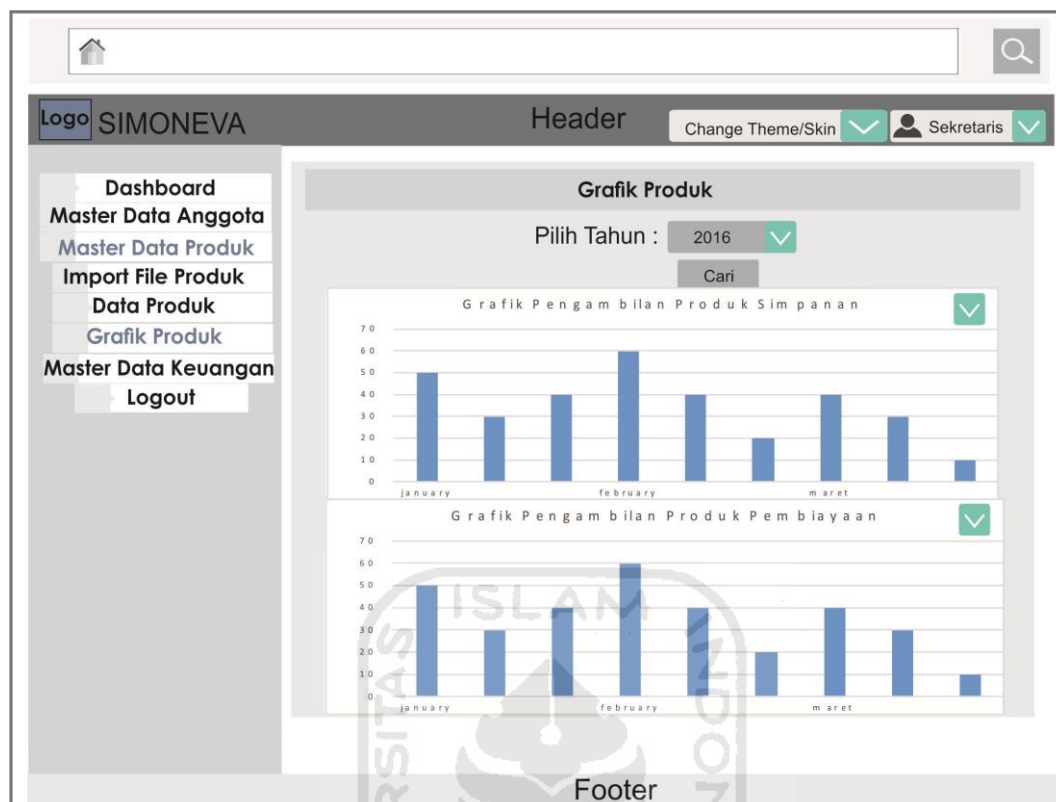 Logo SIMONEVA
Header
Change Theme/Skin
Sekretaris
Dashboard
Master Data Anggota
Master Data Produk
Import File Produk
Data Produk
Grafik Produk
Master Data Keuangan
Logout
Grafik Produk
Pilih Tahun : 2016
Cari
Grafik Pengambilan Produk Simpanan
70
60
50
40
30
20
10
0
january february maret
Grafik Pengambilan Produk Pembiayaan
70
60
50
40
30
20
10
0
january february maret
ISLAM
Footer